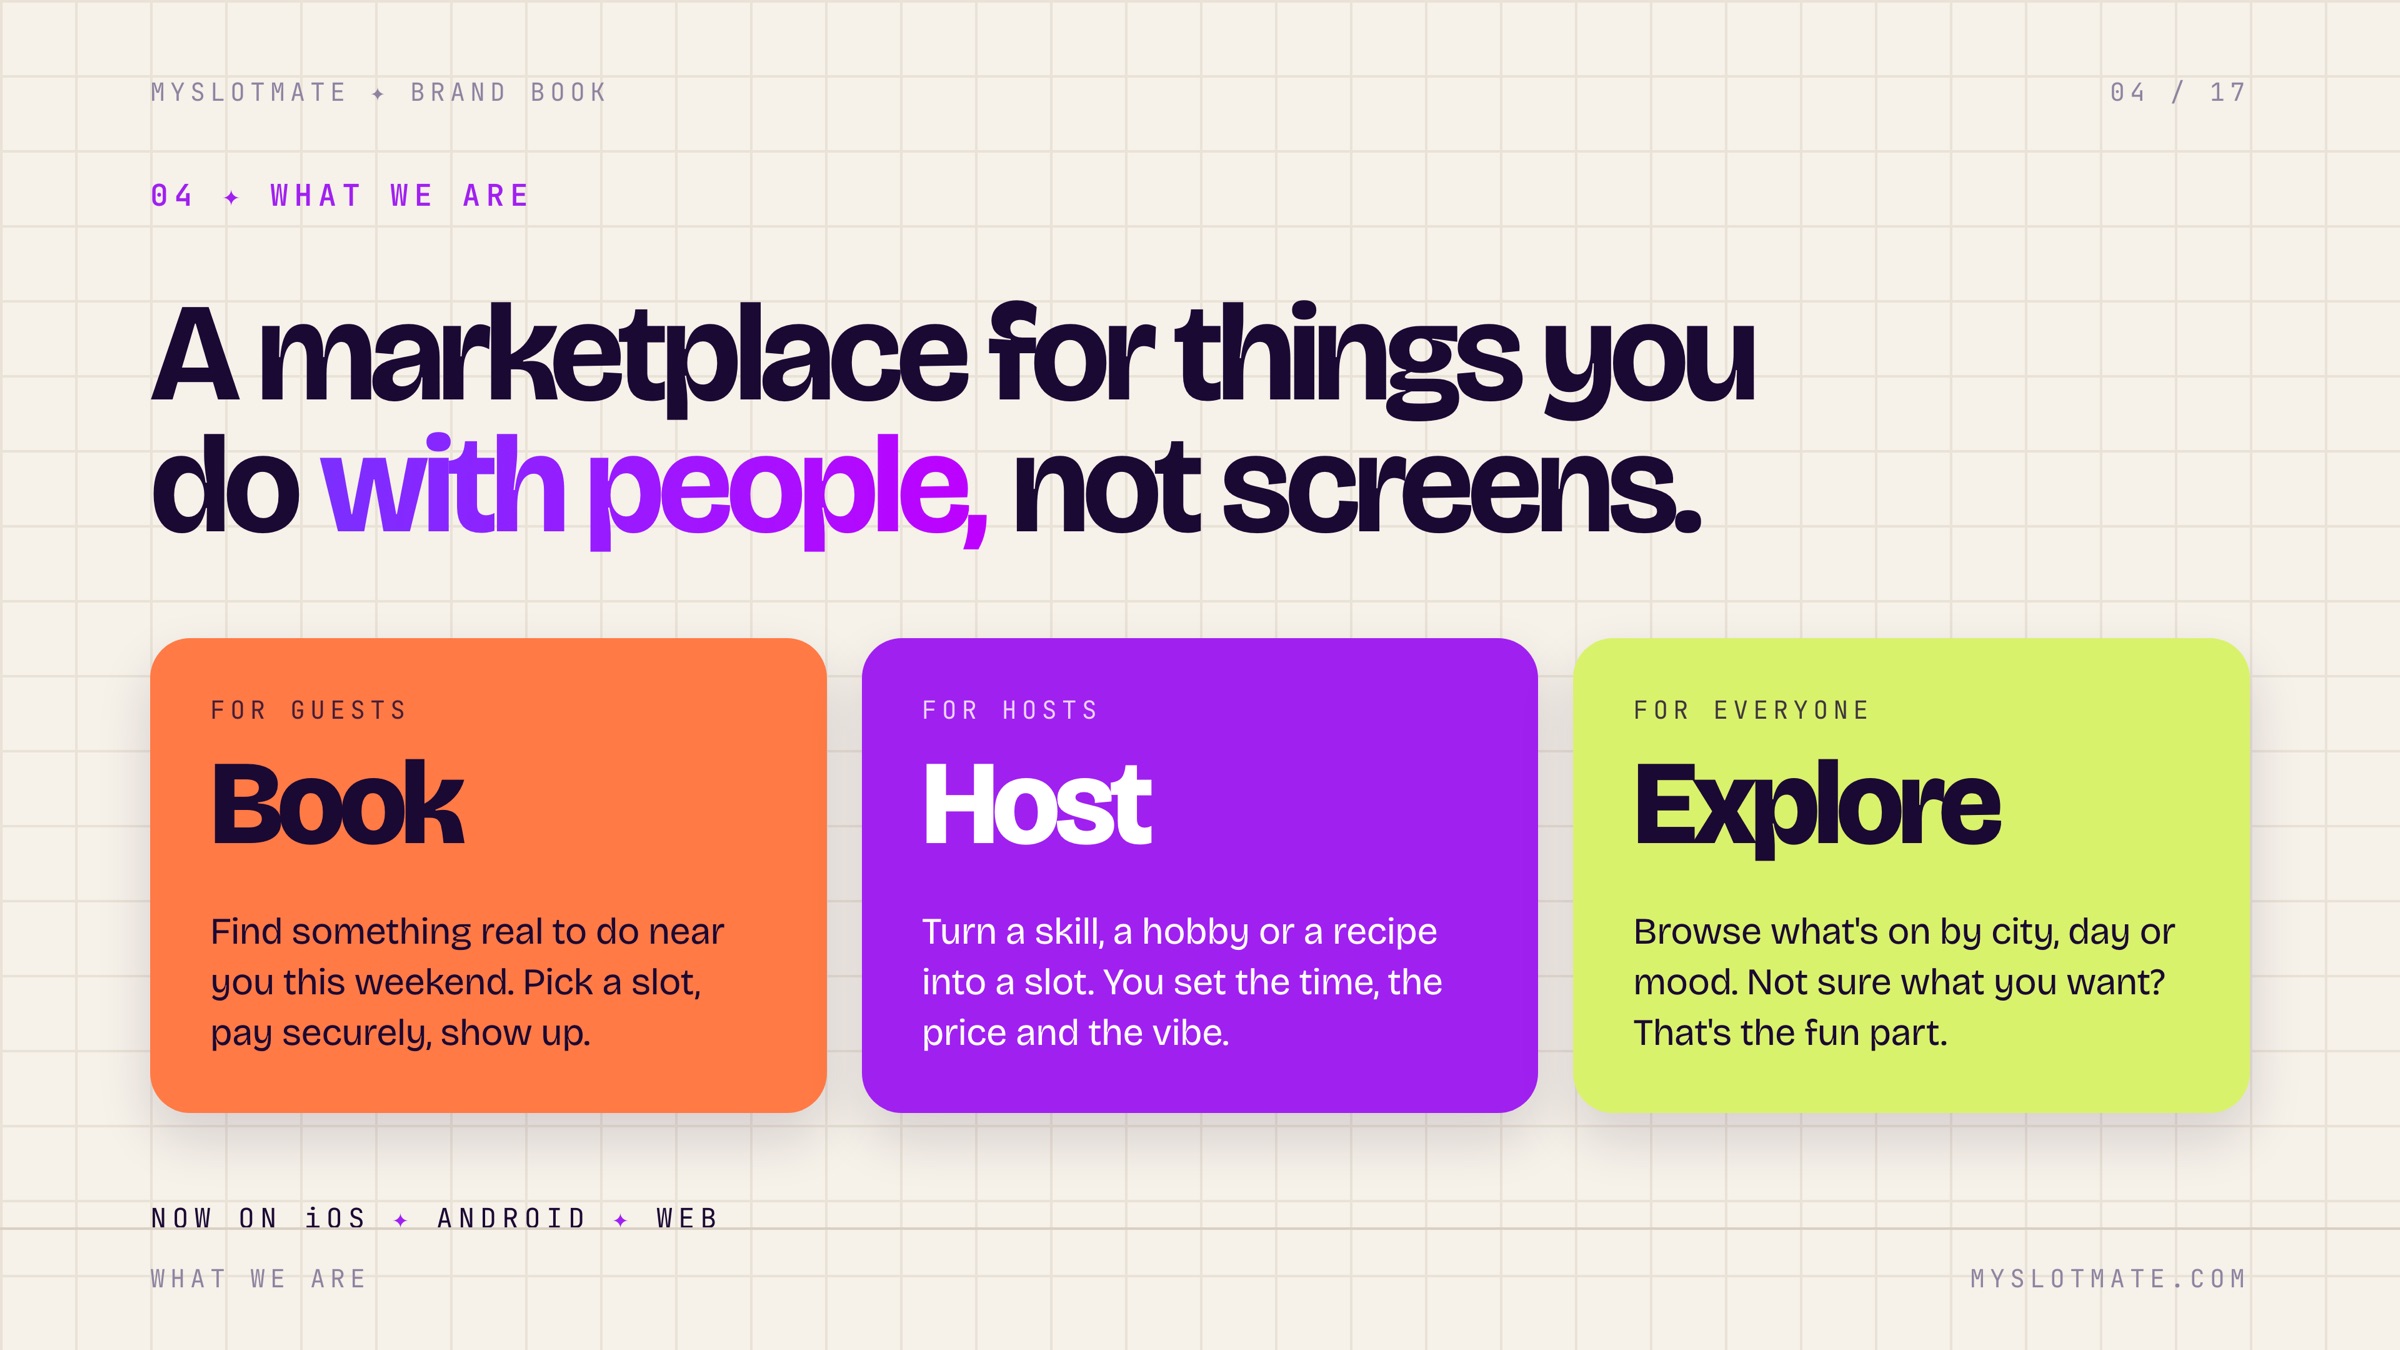 MYSLOTMATE ✦ BRAND BOOK
04 / 17
04 ✦ WHAT WE ARE
A marketplace for things you
do with people, not screens.
FOR GUESTS
Book
Find something real to do near
you this weekend. Pick a slot,
pay securely, show up.
FOR HOSTS
Host
Turn a skill, a hobby or a recipe
into a slot. You set the time, the
price and the vibe.
FOR EVERYONE
Explore
Browse what's on by city, day or
mood. Not sure what you want?
That's the fun part.
NOW ON iOS ✦ ANDROID ✦ WEB
WHAT WE ARE
MYSLOTMATE.COM